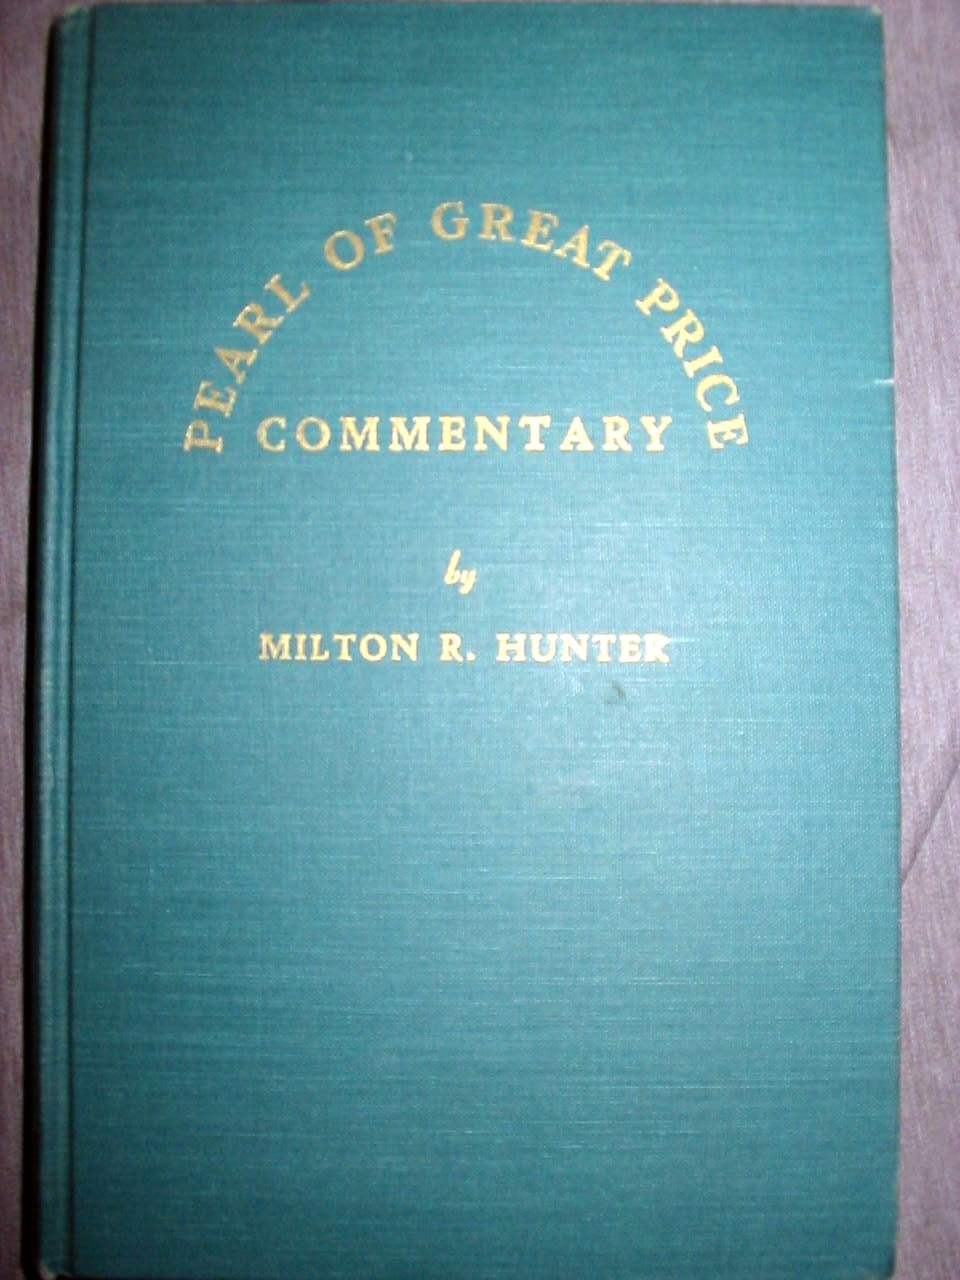 PEARL OF GREAT PRICE
COMMENTARY
by
MILTON R. HUNTER